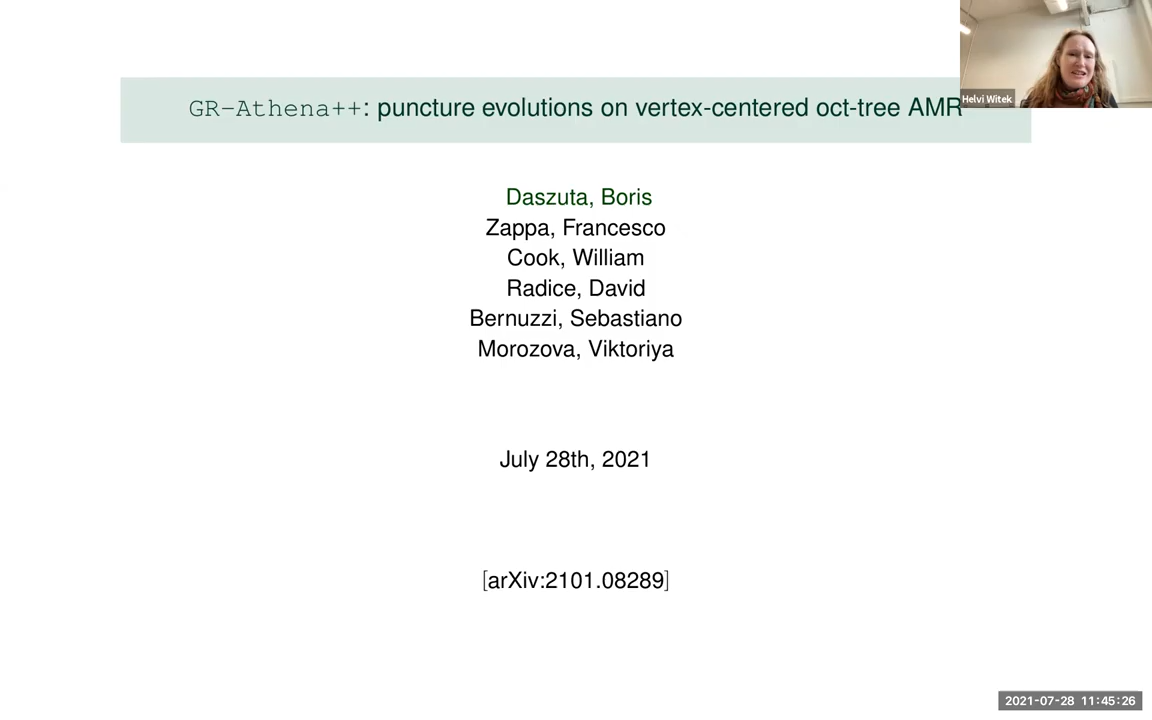 GR-Athena++: puncture evolutions on vertex-centered oct-tree AMR
Helvi Witek
Daszuta, Boris
Zappa, Francesco
Cook, William
Radice, David
Bernuzzi, Sebastiano
Morozova, Viktoriya
July 28th, 2021
[arXiv:2101.08289]
2021-07-28 11:45:26